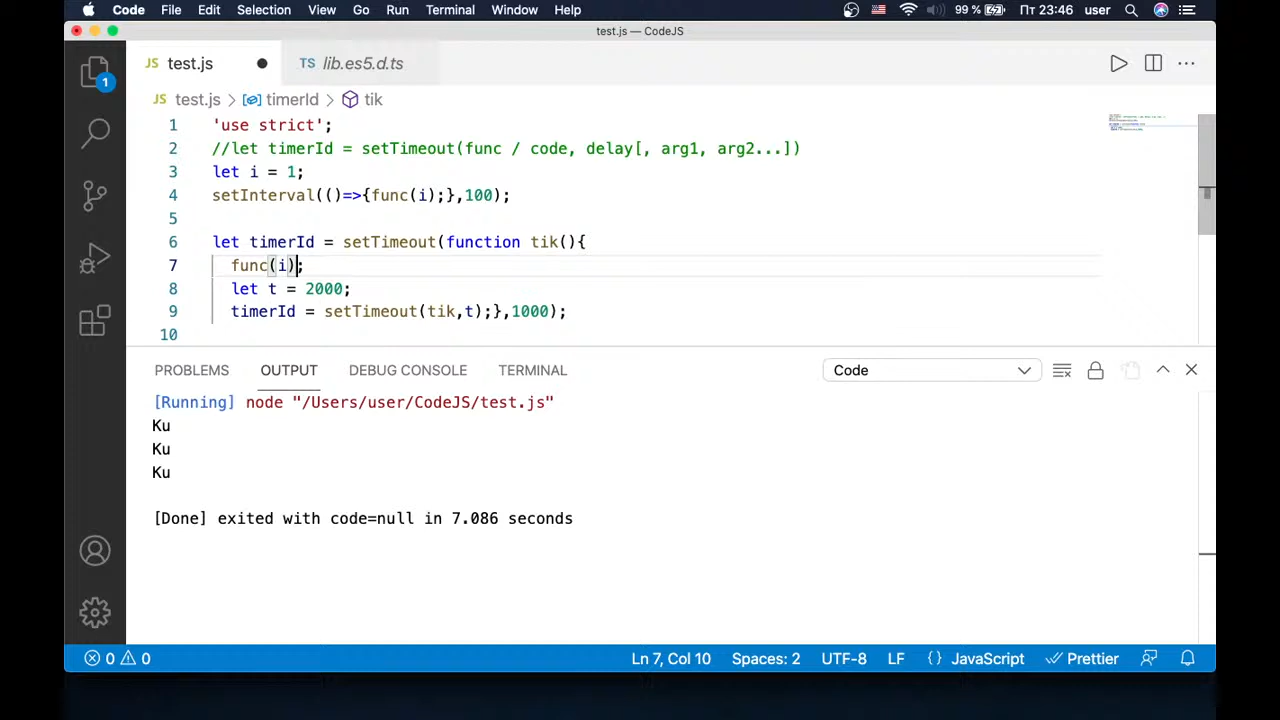 Code File Edit Selection View Go Run Terminal Window Help 99 % Пт 23:46 user
test.js — CodeJS
JS test.js TS lib.es5.d.ts
JS test.js > timerId > tik
1 'use strict';
2 //let timerId = setTimeout(func / code, delay[, arg1, arg2...])
3 let i = 1;
4 setInterval(()=>{func(i);},100);
5
6 let timerId = setTimeout(function tik(){
7 func(i);
8 let t = 2000;
9 timerId = setTimeout(tik,t);},1000);
10
1
PROBLEMS OUTPUT DEBUG CONSOLE TERMINAL Code
[Running] node "/Users/user/CodeJS/test.js"
Ku
Ku
Ku
[Done] exited with code=null in 7.086 seconds
0 0 Ln 7, Col 10 Spaces: 2 UTF-8 LF {} JavaScript Prettier